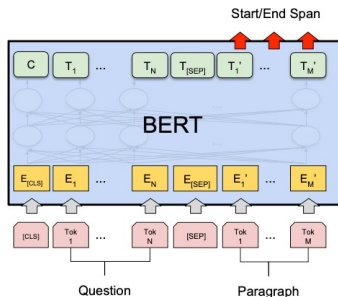 Start/End Span
C T1 ... TN T[SEP] T1' ... TM'
BERT
E[CLS] E1 ... EN E[SEP] E1' ... EM'
[CLS] Tok 1 ... Tok N [SEP] Tok 1 ... Tok M
Question Paragraph